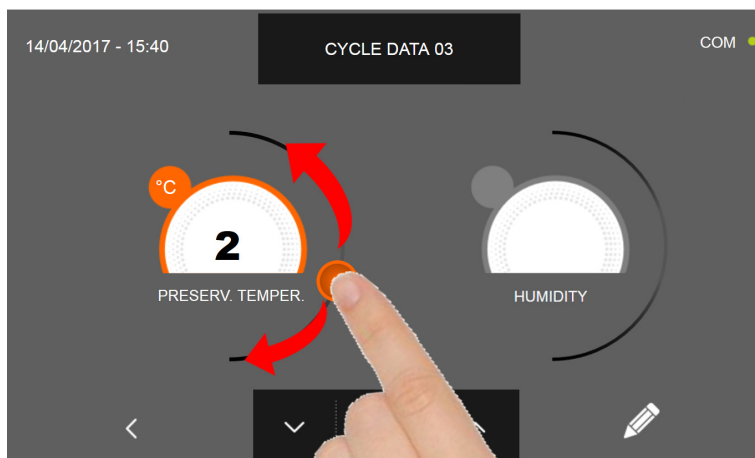 14/04/2017 - 15:40
CYCLE DATA 03
COM
°C
2
PRESERV. TEMPER.
HUMIDITY